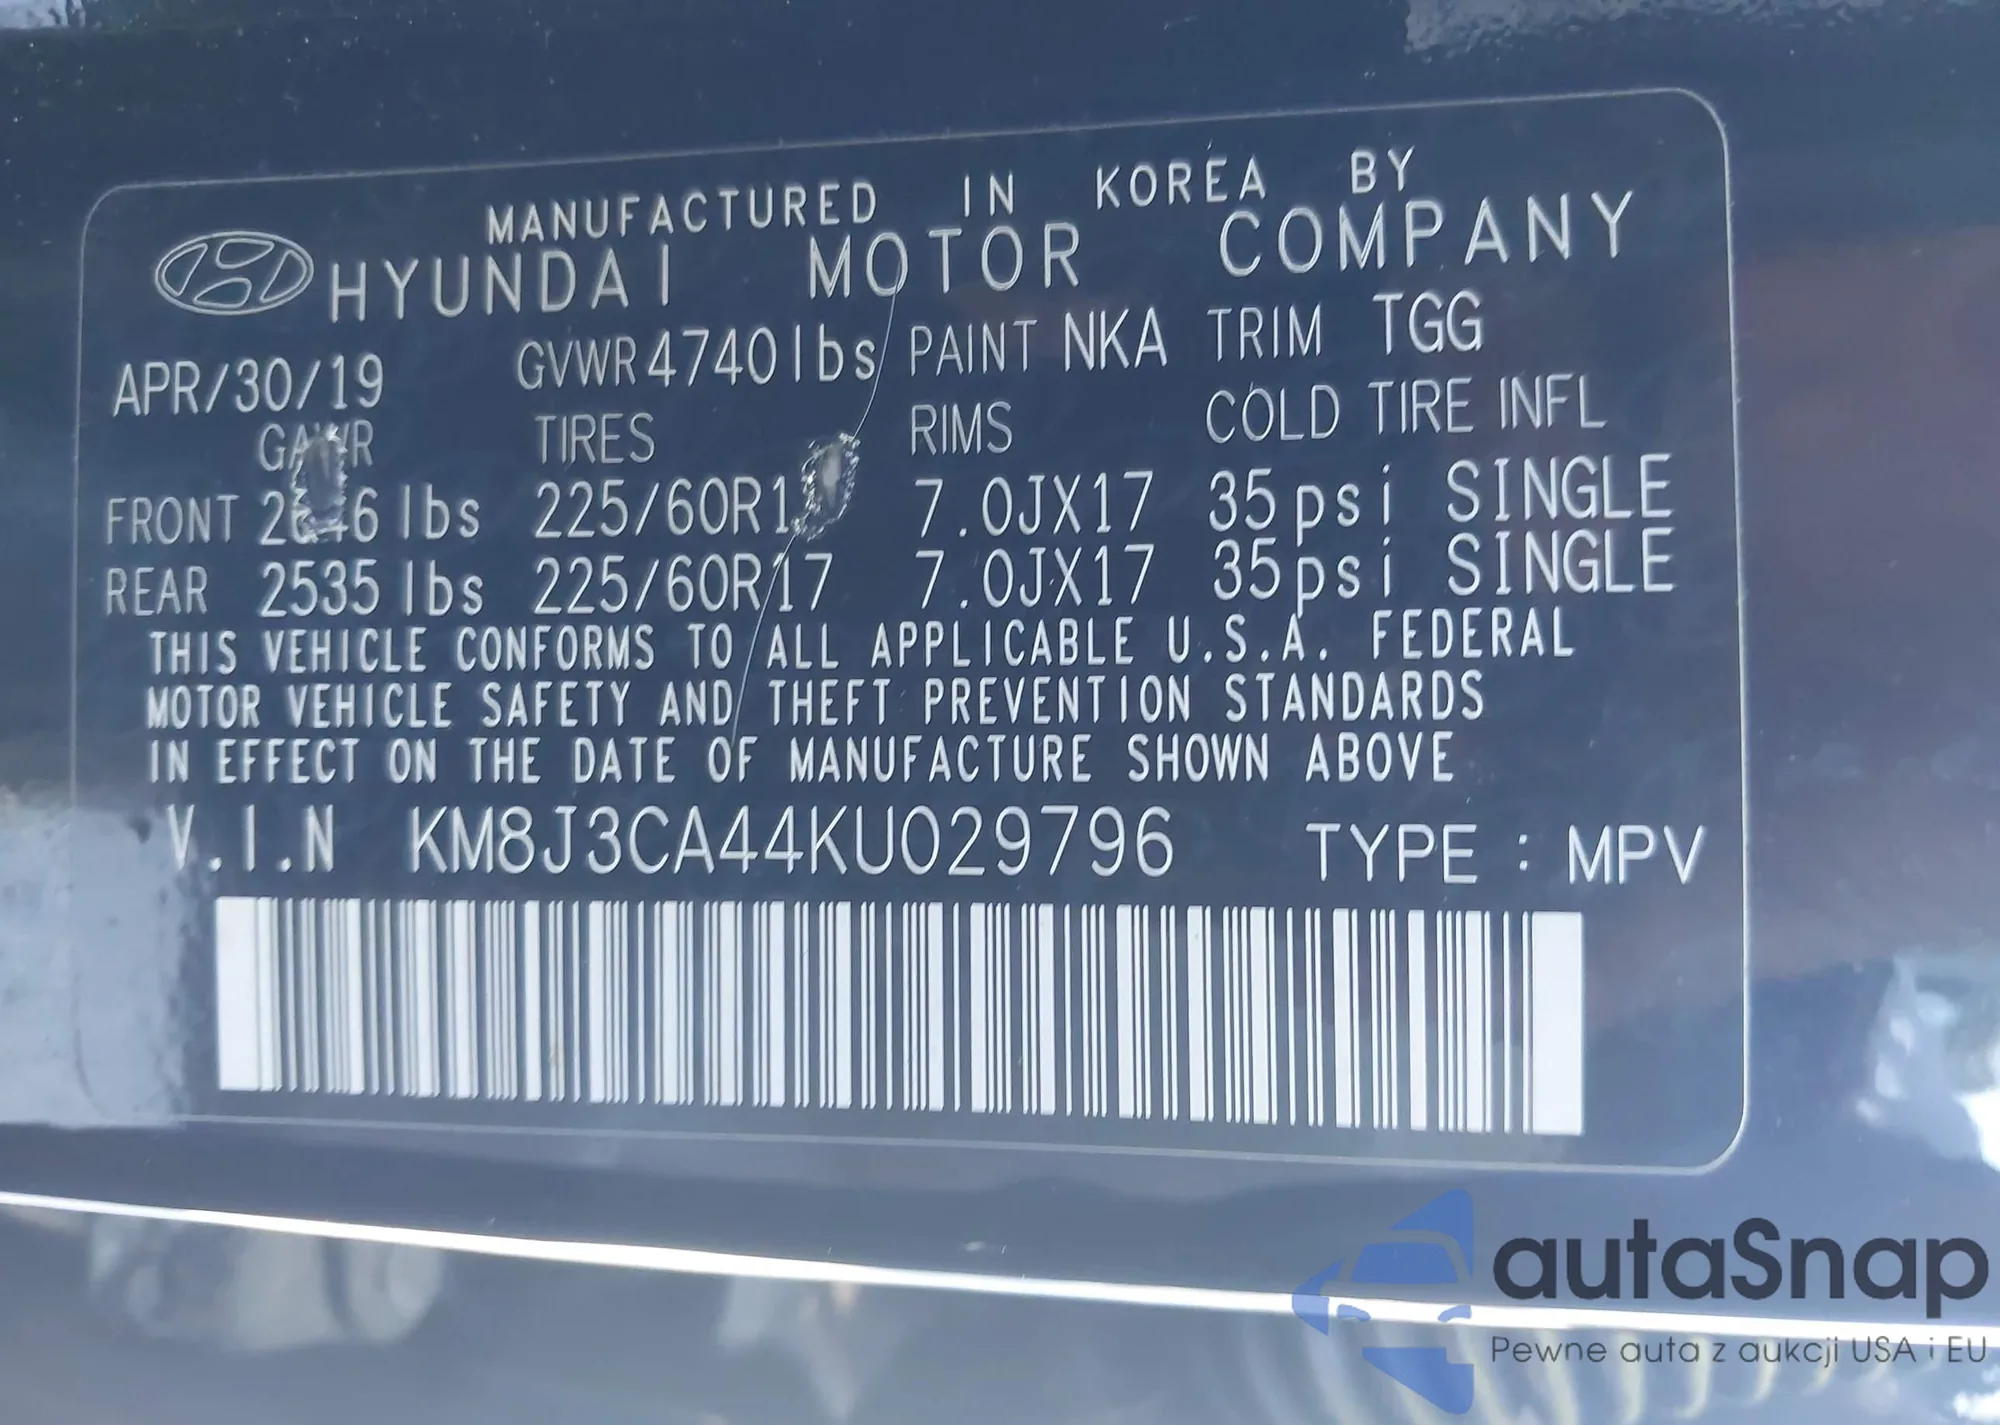 MANUFACTURED IN KOREA BY
HYUNDAI MOTOR COMPANY
APR/30/19 GVWR 4740 lbs PAINT NKA TRIM TGG
TIRES RIMS COLD TIRE INFL
FRONT lbs 7.0JX17 35psi SINGLE
REAR 2535 lbs 225/60R17 7.0JX17 35psi SINGLE
THIS VEHICLE CONFORMS TO ALL APPLICABLE U.S.A. FEDERAL
MOTOR VEHICLE SAFETY AND THEFT PREVENTION STANDARDS
IN EFFECT ON THE DATE OF MANUFACTURE SHOWN ABOVE
V.I.N KM8J3CA44KU029796 TYPE : MPV
autaSnap
Pewne auta z aukcji USA i EU